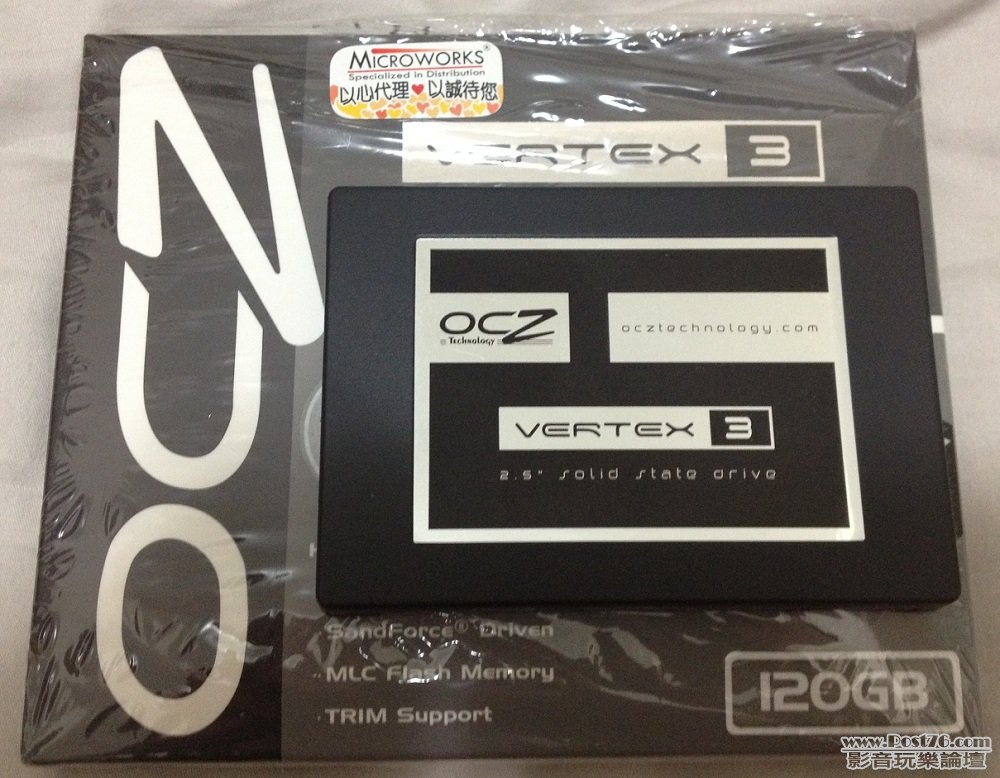 MICROWORKS®
Specialized in Distribution
以心代理♥以誠待您
VERTEX 3
OCZ
OCZ
Technology
ocztechnology.com
VERTEX 3
2.5" solid state drive
SandForce® Driven
MLC Flash Memory
TRIM Support
120GB
www.Post76.com
影音玩樂論壇